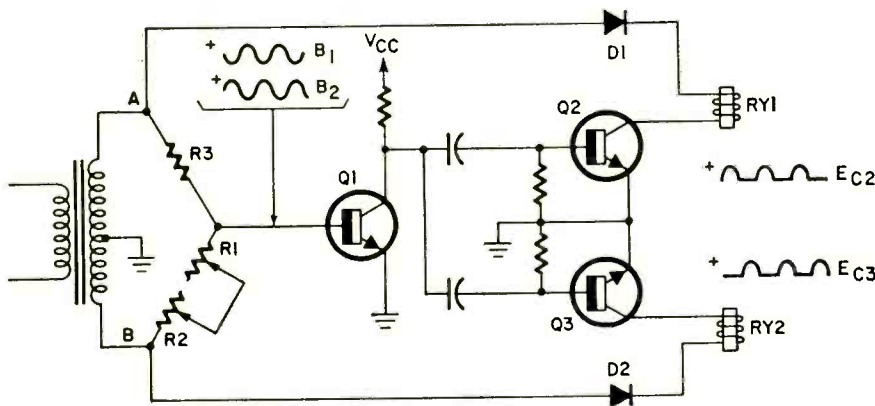 + B1
+ B2
VCC
D1
A
R3
Q1
Q2
RY1
+ EC2
R1
+ EC3
B
R2
Q3
RY2
D2